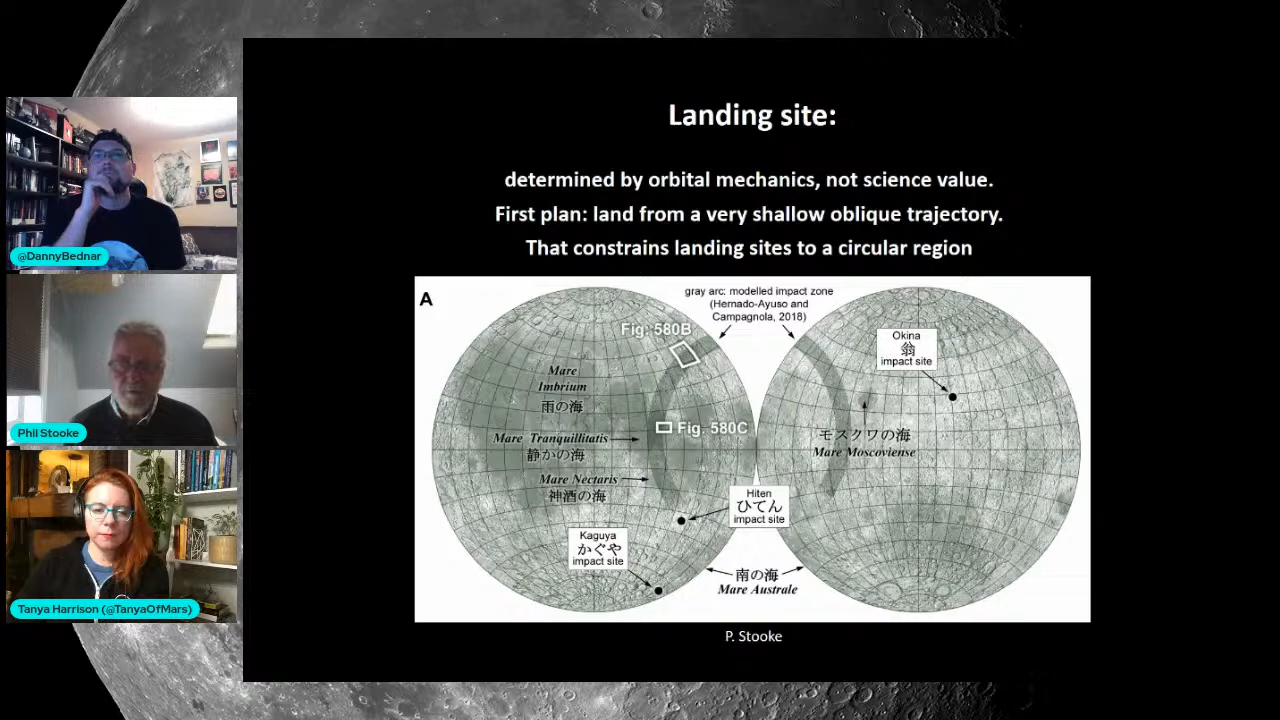 Landing site:
determined by orbital mechanics, not science value.
First plan: land from a very shallow oblique trajectory.
That constrains landing sites to a circular region
A
gray arc: modelled impact zone
(Hernado-Ayuso and
Campagnola, 2018)
Fig: 580B
Okina
翁
impact site
Mare
Imbrium
雨の海
Fig. 580C
Mare Tranquillitatis
静かの海
モスクワの海
Mare Moscoviense
Mare Nectaris
神酒の海
Hiten
ひてん
impact site
Kaguya
かぐや
impact site
南の海
Mare Australe
P. Stooke
@DannyBednar
Phil Stooke
Tanya Harrison (@TanyaOfMars)